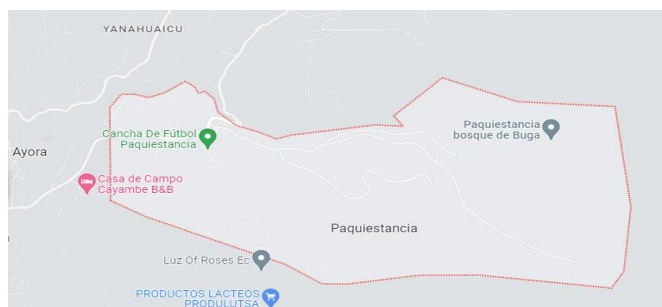 YANAHUAICU
Cancha De Fútbol
Paquiestancia
Paquiestancia
bosque de Buga
Ayora
Casa de Campo
Cayambe B&B
Paquiestancia
Luz Of Roses Ec
PRODUCTOS LACTEOS
PRODULLITSA